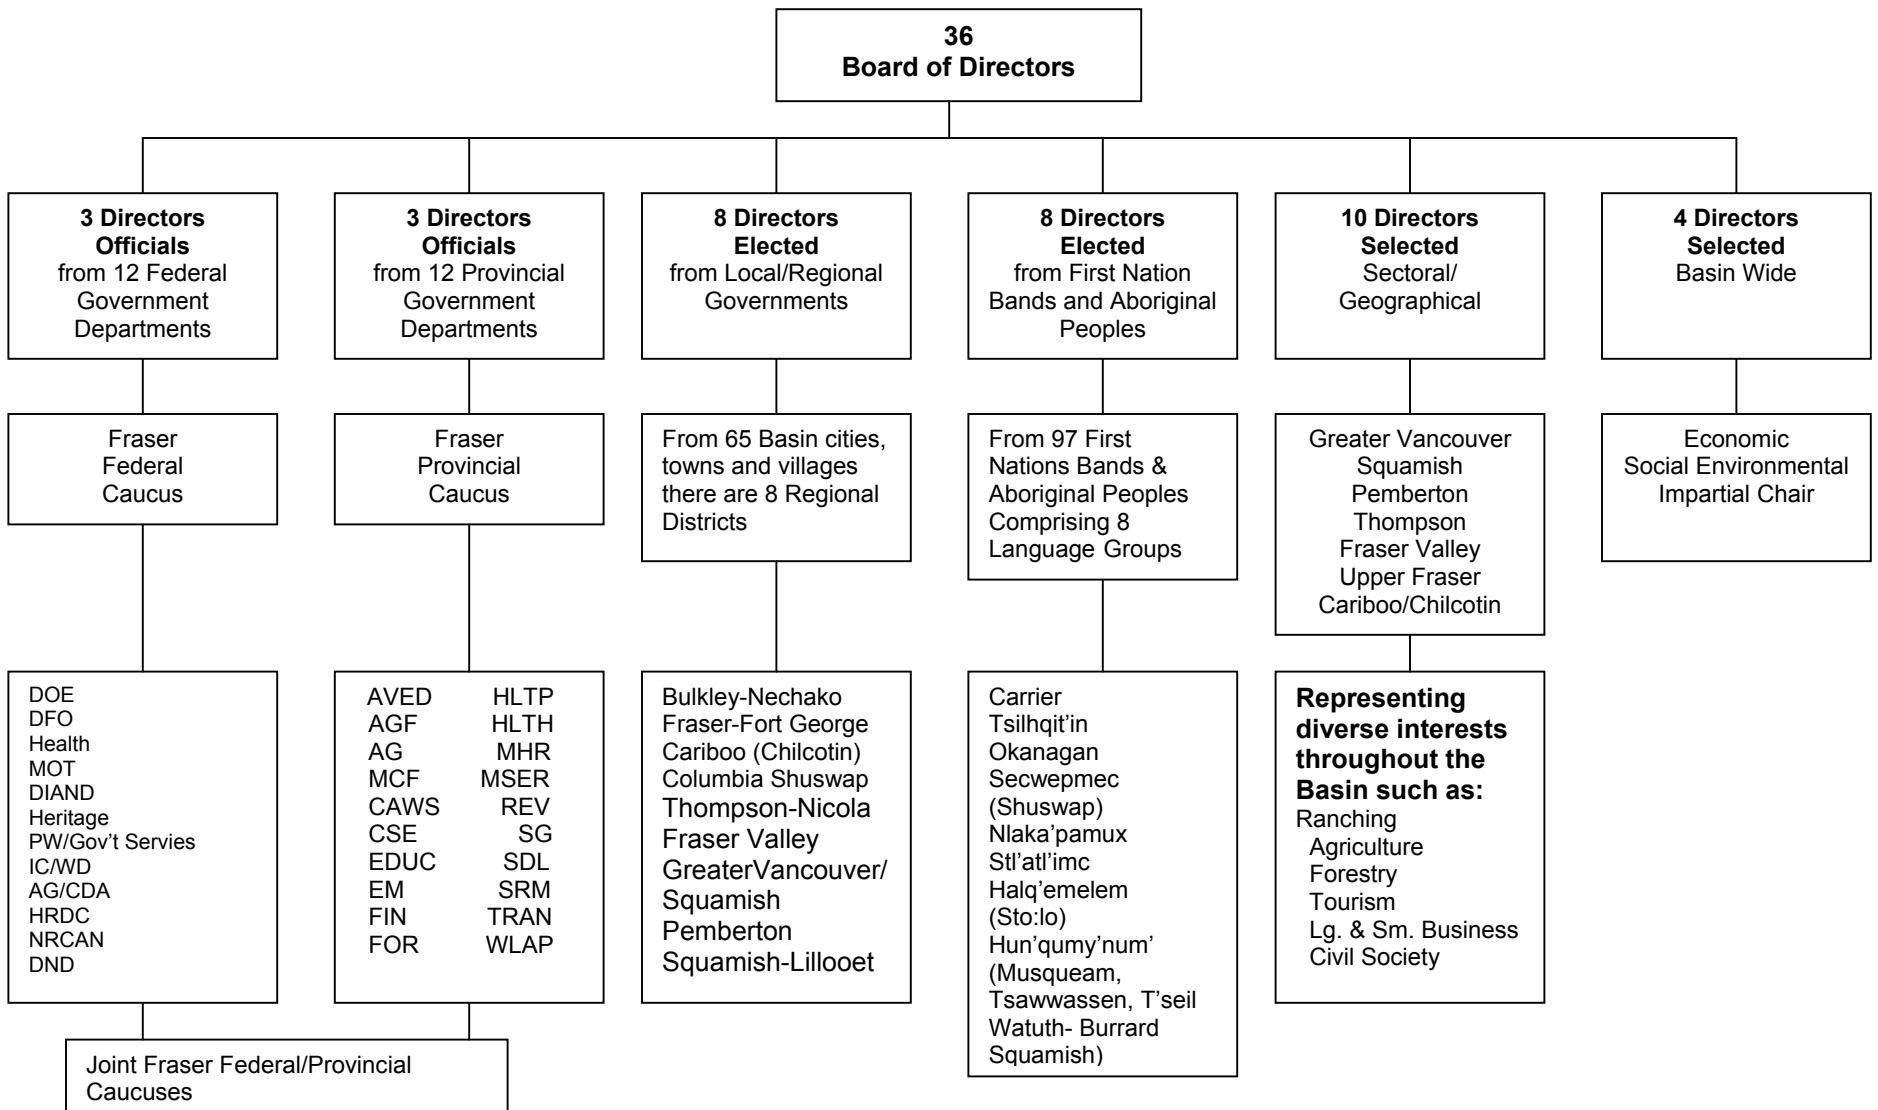 36
Board of Directors
3 Directors
Officials
from 12 Federal
Government
Departments
3 Directors
Officials
from 12 Provincial
Government
Departments
8 Directors
Elected
from Local/Regional
Governments
8 Directors
Elected
from First Nation
Bands and Aboriginal
Peoples
10 Directors
Selected
Sectoral/
Geographical
4 Directors
Selected
Basin Wide
Fraser
Federal
Caucus
Fraser
Provincial
Caucus
From 65 Basin cities,
towns and villages
there are 8 Regional
Districts
From 97 First
Nations Bands &
Aboriginal Peoples
Comprising 8
Language Groups
Greater Vancouver
Squamish
Pemberton
Thompson
Fraser Valley
Upper Fraser
Cariboo/Chilcotin
Economic
Social Environmental
Impartial Chair
DOE
DFO
Health
MOT
DIAND
Heritage
PW/Gov't Servies
IC/WD
AG/CDA
HRDC
NRCAN
DND
AVED HLTP
AGF HLTH
AG MHR
MCF MSER
CAWS REV
CSE SG
EDUC SDL
EM SRM
FIN TRAN
FOR WLAP
Bulkley-Nechako
Fraser-Fort George
Cariboo (Chilcotin)
Columbia Shuswap
Thompson-Nicola
Fraser Valley
GreaterVancouver/
Squamish
Pemberton
Squamish-Lillooet
Carrier
Tsilhqit'in
Okanagan
Secwepmec
(Shuswap)
Nlaka'pamux
Stl'atl'imc
Halq'emelem
(Sto:lo)
Hun'qumy'num'
(Musqueam,
Tsawwassen, T'seil
Watuth- Burrard
Squamish)
Representing
diverse interests
throughout the
Basin such as:
Ranching
Agriculture
Forestry
Tourism
Lg. & Sm. Business
Civil Society
Joint Fraser Federal/Provincial
Caucuses